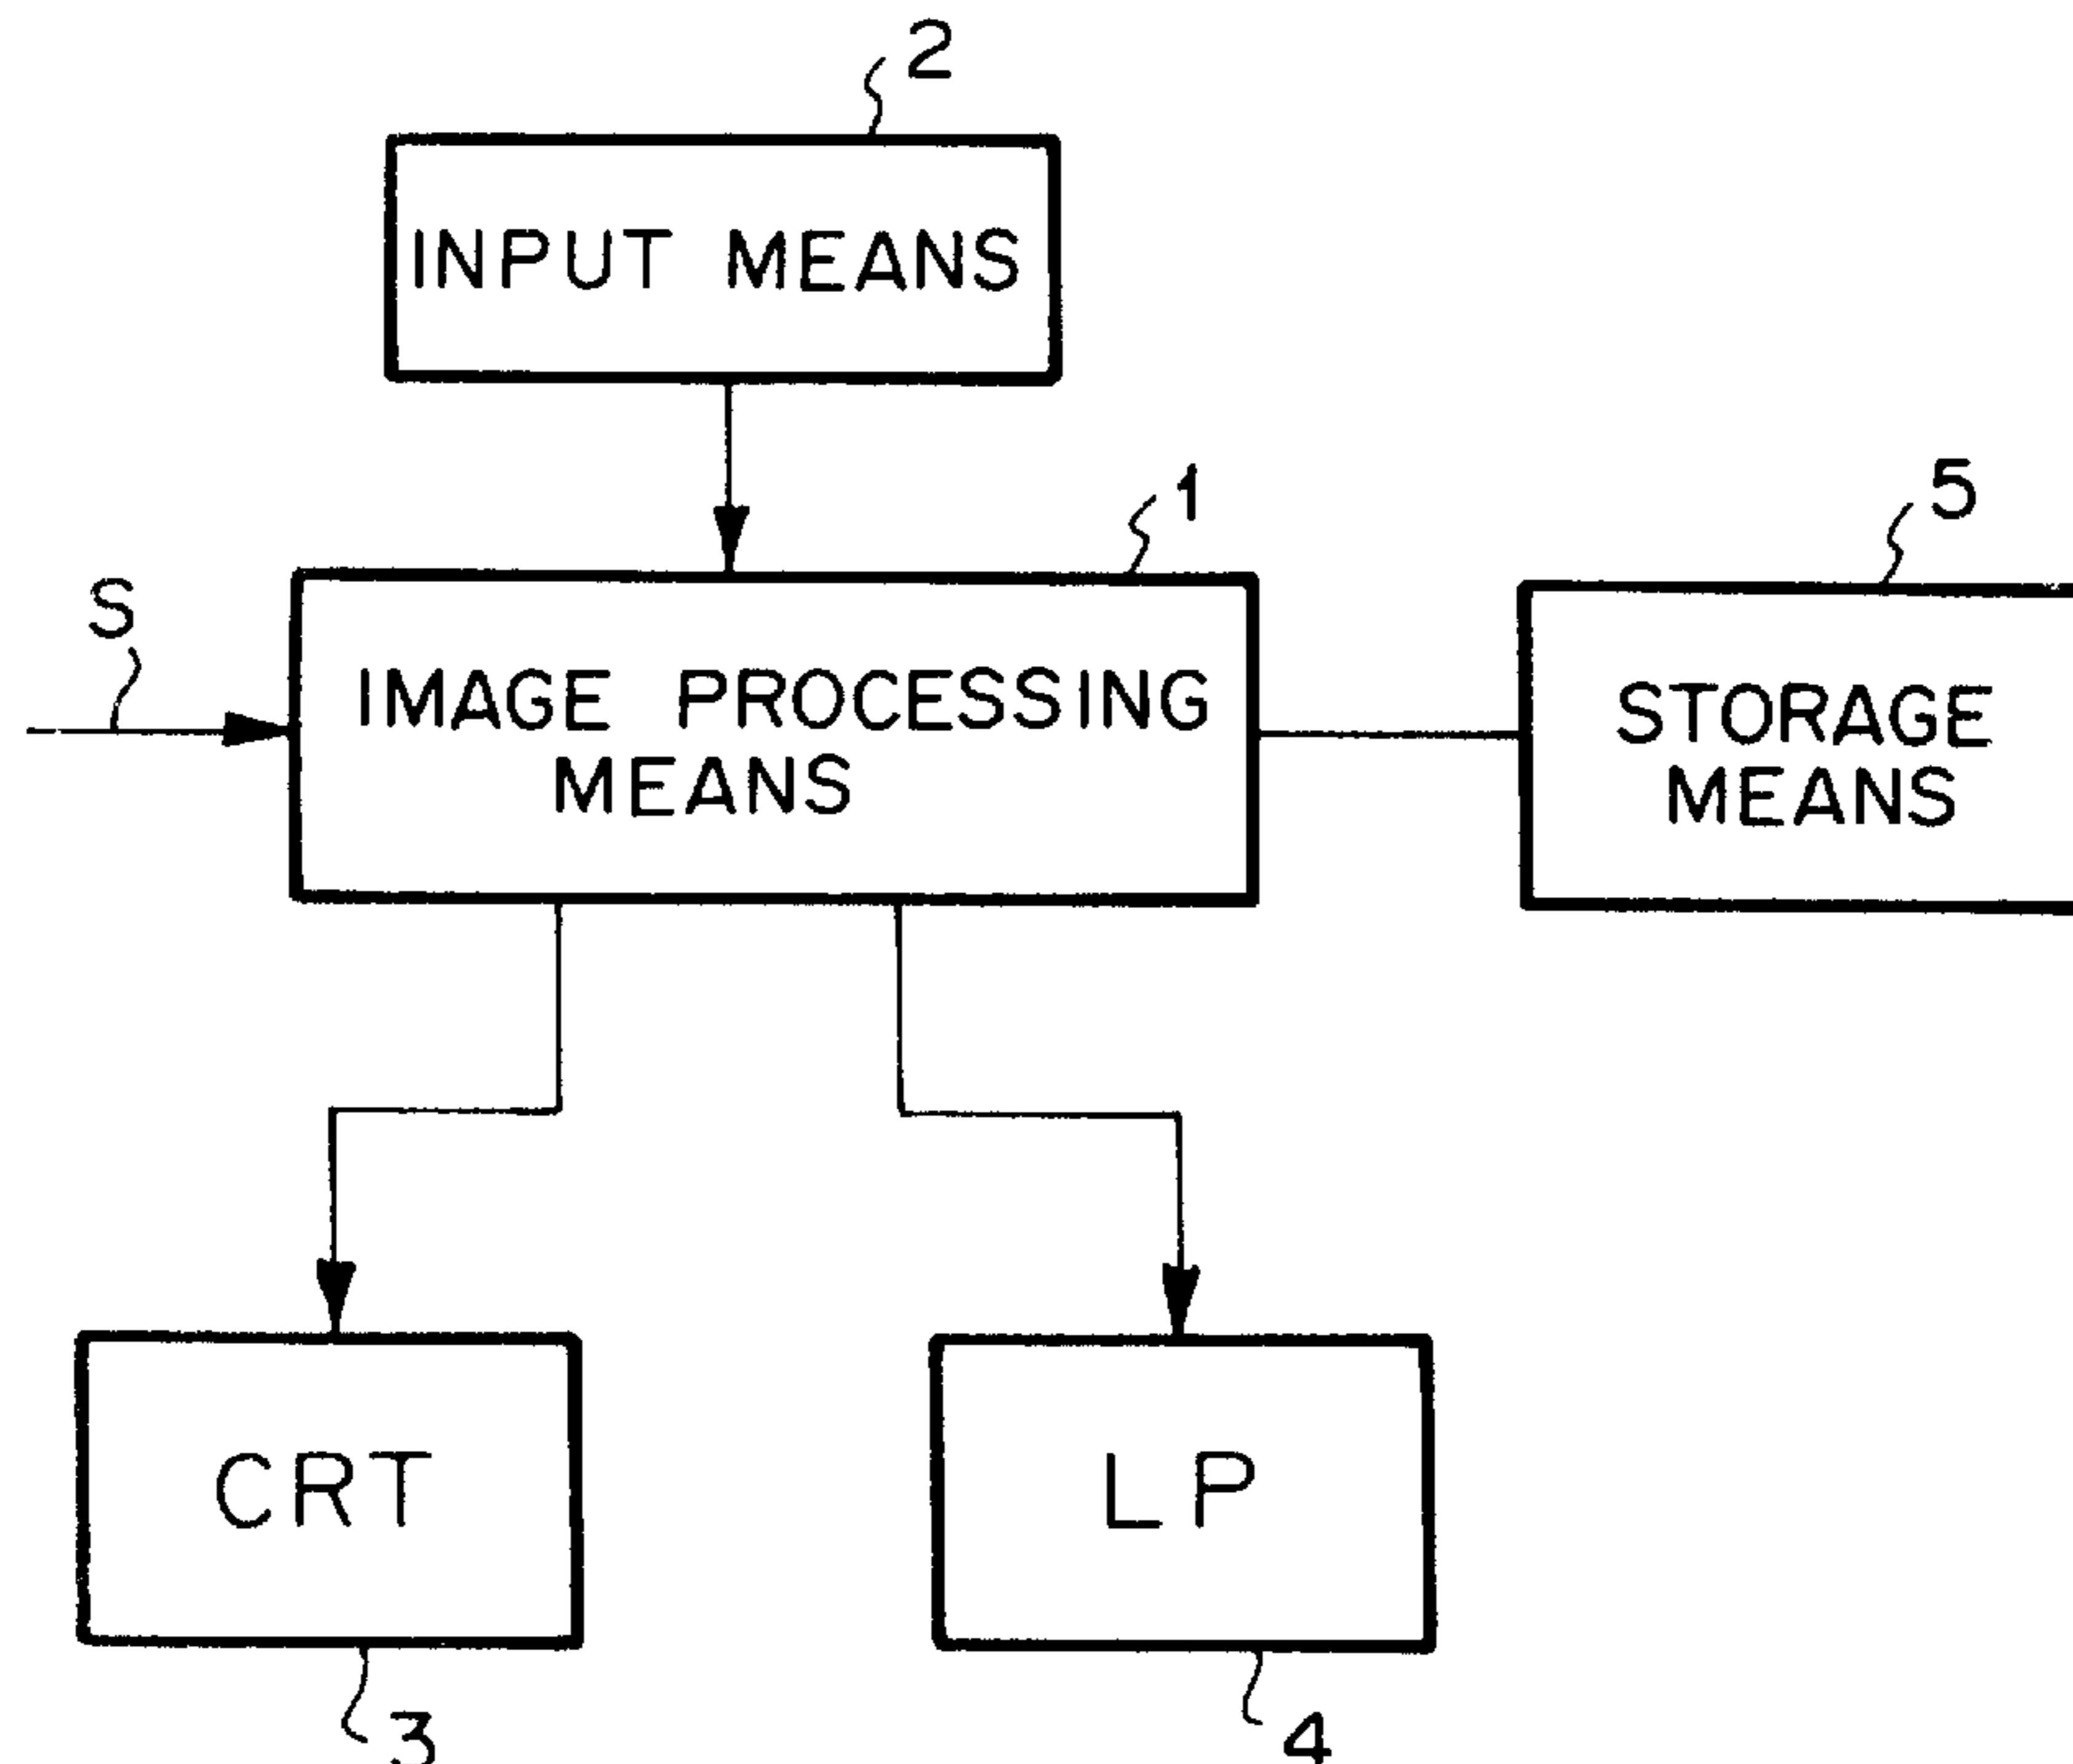 2
INPUT MEANS
1
5
S
IMAGE PROCESSING
MEANS
STORAGE
MEANS
CRT
LP
3
4